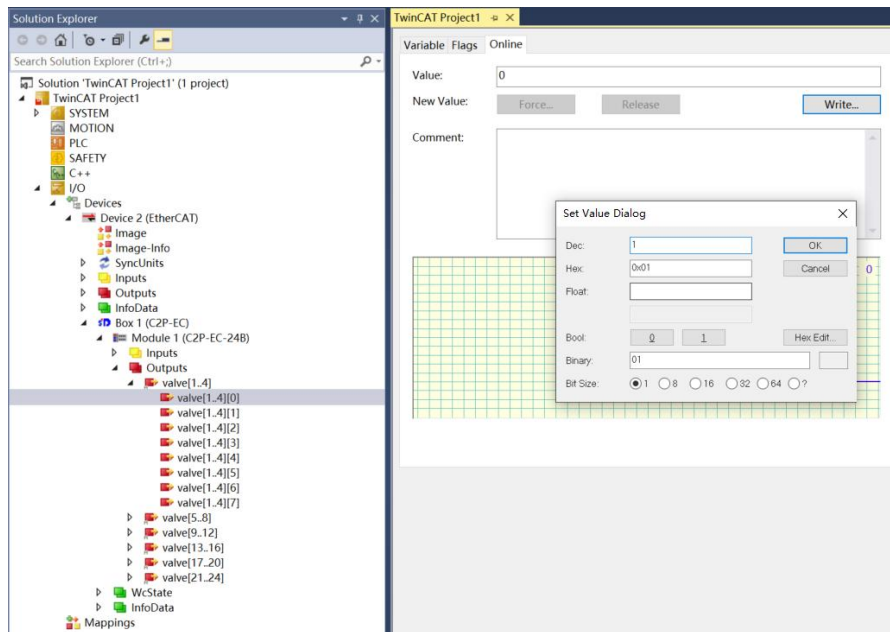 Solution Explorer
Search Solution Explorer (Ctrl+;)
Solution 'TwinCAT Project1' (1 project)
TwinCAT Project1
SYSTEM
MOTION
PLC
SAFETY
C++
I/O
Devices
Device 2 (EtherCAT)
Image
Image-Info
SyncUnits
Inputs
Outputs
InfoData
Box 1 (C2P-EC)
Module 1 (C2P-EC-24B)
Inputs
Outputs
valve[1..4]
valve[1..4][0]
valve[1..4][1]
valve[1..4][2]
valve[1..4][3]
valve[1..4][4]
valve[1..4][5]
valve[1..4][6]
valve[1..4][7]
valve[5..8]
valve[9..12]
valve[13..16]
valve[17..20]
valve[21..24]
WcState
InfoData
Mappings
TwinCAT Project1
Variable Flags Online
Value: 0
New Value: Force... Release Write...
Comment:
Set Value Dialog
Dec: 1 OK
Hex: 0x01 Cancel
Float:
Bool: 0 1 Hex Edit...
Binary: 01
Bit Size: 1 8 16 32 64 ?
0